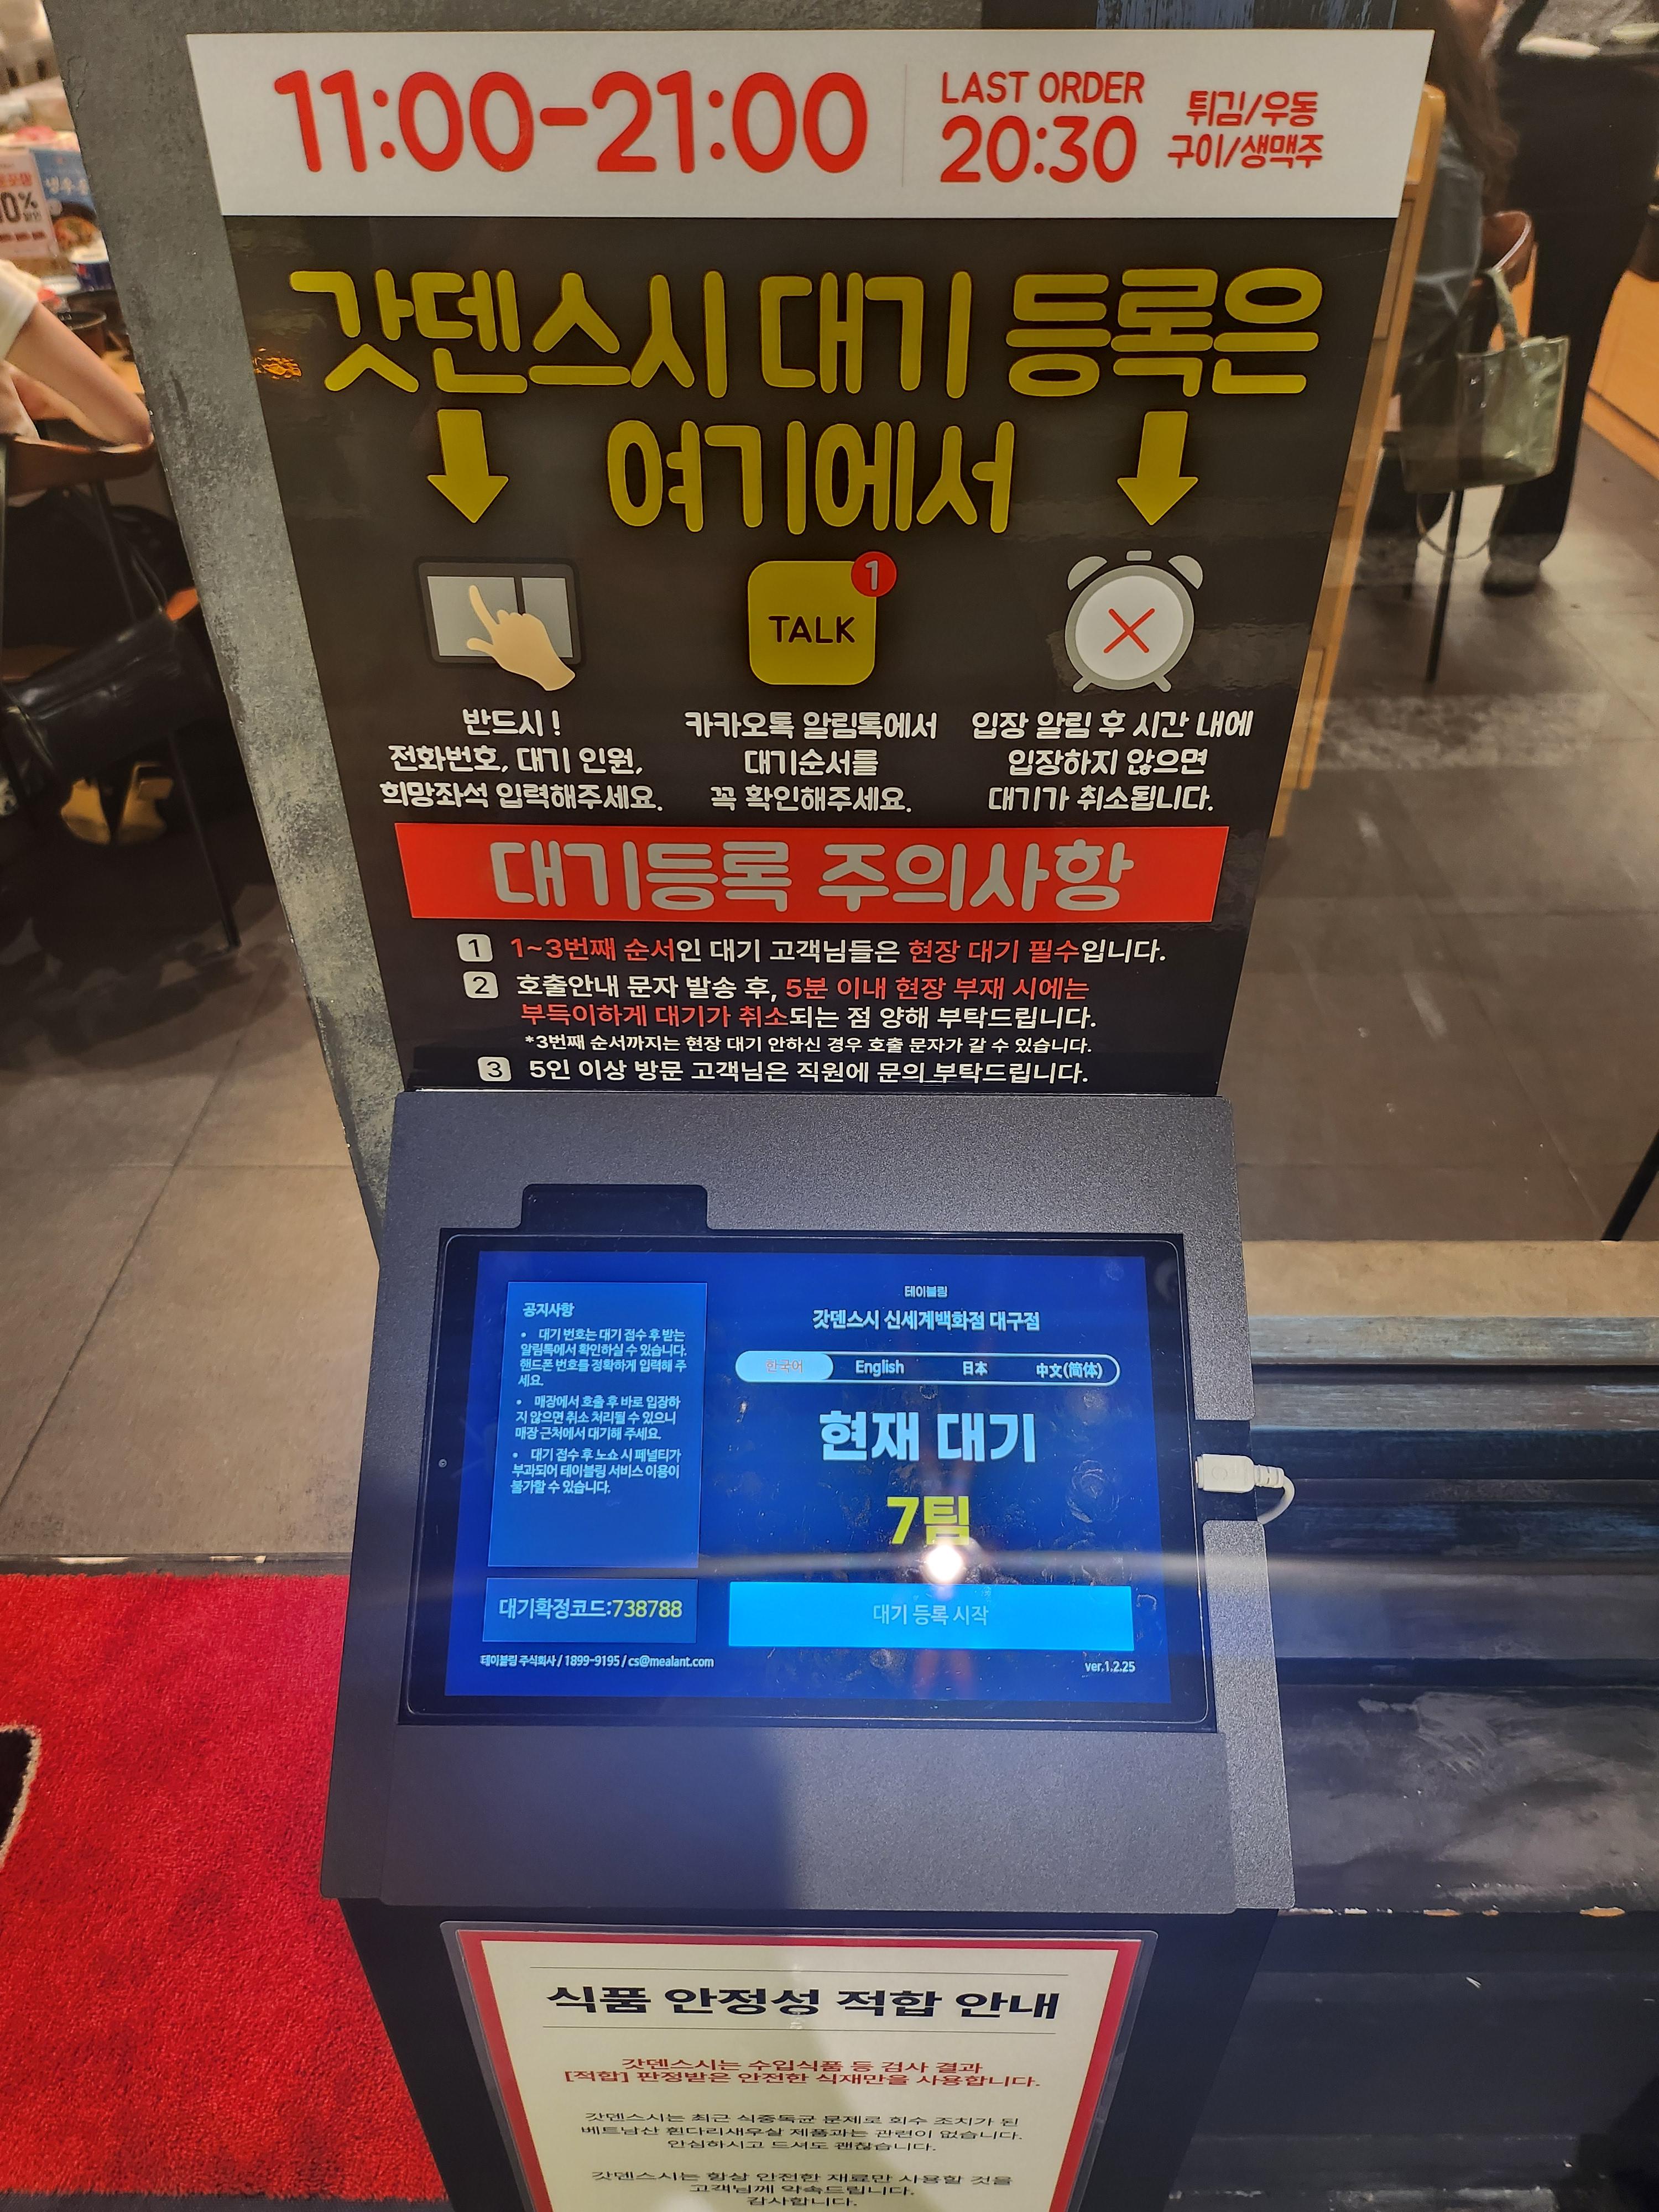 11:00-21:00
LAST ORDER
20:30
튀김/우동
구이/생맥주
갓덴스시 대기 등록은
여기에서
TALK
1
반드시 !
전화번호, 대기 인원,
희망좌석 입력해주세요.
카카오톡 알림톡에서
대기순서를
꼭 확인해주세요.
입장 알림 후 시간 내에
입장하지 않으면
대기가 취소됩니다.
대기등록 주의사항
1 1~3번째 순서인 대기 고객님들은 현장 대기 필수입니다.
2 호출안내 문자 발송 후, 5분 이내 현장 부재 시에는
부득이하게 대기가 취소되는 점 양해 부탁드립니다.
*3번째 순서까지는 현장 대기 안하신 경우 호출 문자가 갈 수 있습니다.
3 5인 이상 방문 고객님은 직원에 문의 부탁드립니다.
공지사항
• 대기 번호는 대기 접수 후 받는
알림톡에서 확인하실 수 있습니다.
핸드폰 번호를 정확하게 입력해 주
세요.
• 매장에서 호출 후 바로 입장하
지 않으면 취소 처리될 수 있으니
매장 근처에서 대기해 주세요.
• 대기 접수 후 노쇼 시 페널티가
부과되어 테이블링 서비스 이용이
불가할 수 있습니다.
대기확정코드:738788
테이블링 주식회사 / 1899-9195 / cs@mealant.com
테이블링
갓덴스시 신세계백화점 대구점
한국어 English 日本 中文(简体)
현재 대기
7팀
대기 등록 시작
ver.1.2.25
식품 안정성 적합 안내
갓덴스시는 수입식품 등 검사 결과
[적합] 판정받은 안전한 식재만을 사용합니다.
갓덴스시는 최근 식중독균 문제로 회수 조치가 된
베트남산 흰다리새우살 제품과는 관련이 없습니다.
안심하시고 드셔도 괜찮습니다.
갓덴스시는 항상 안전한 재료만 사용할 것을
고객님께 약속드립니다.
감사합니다.